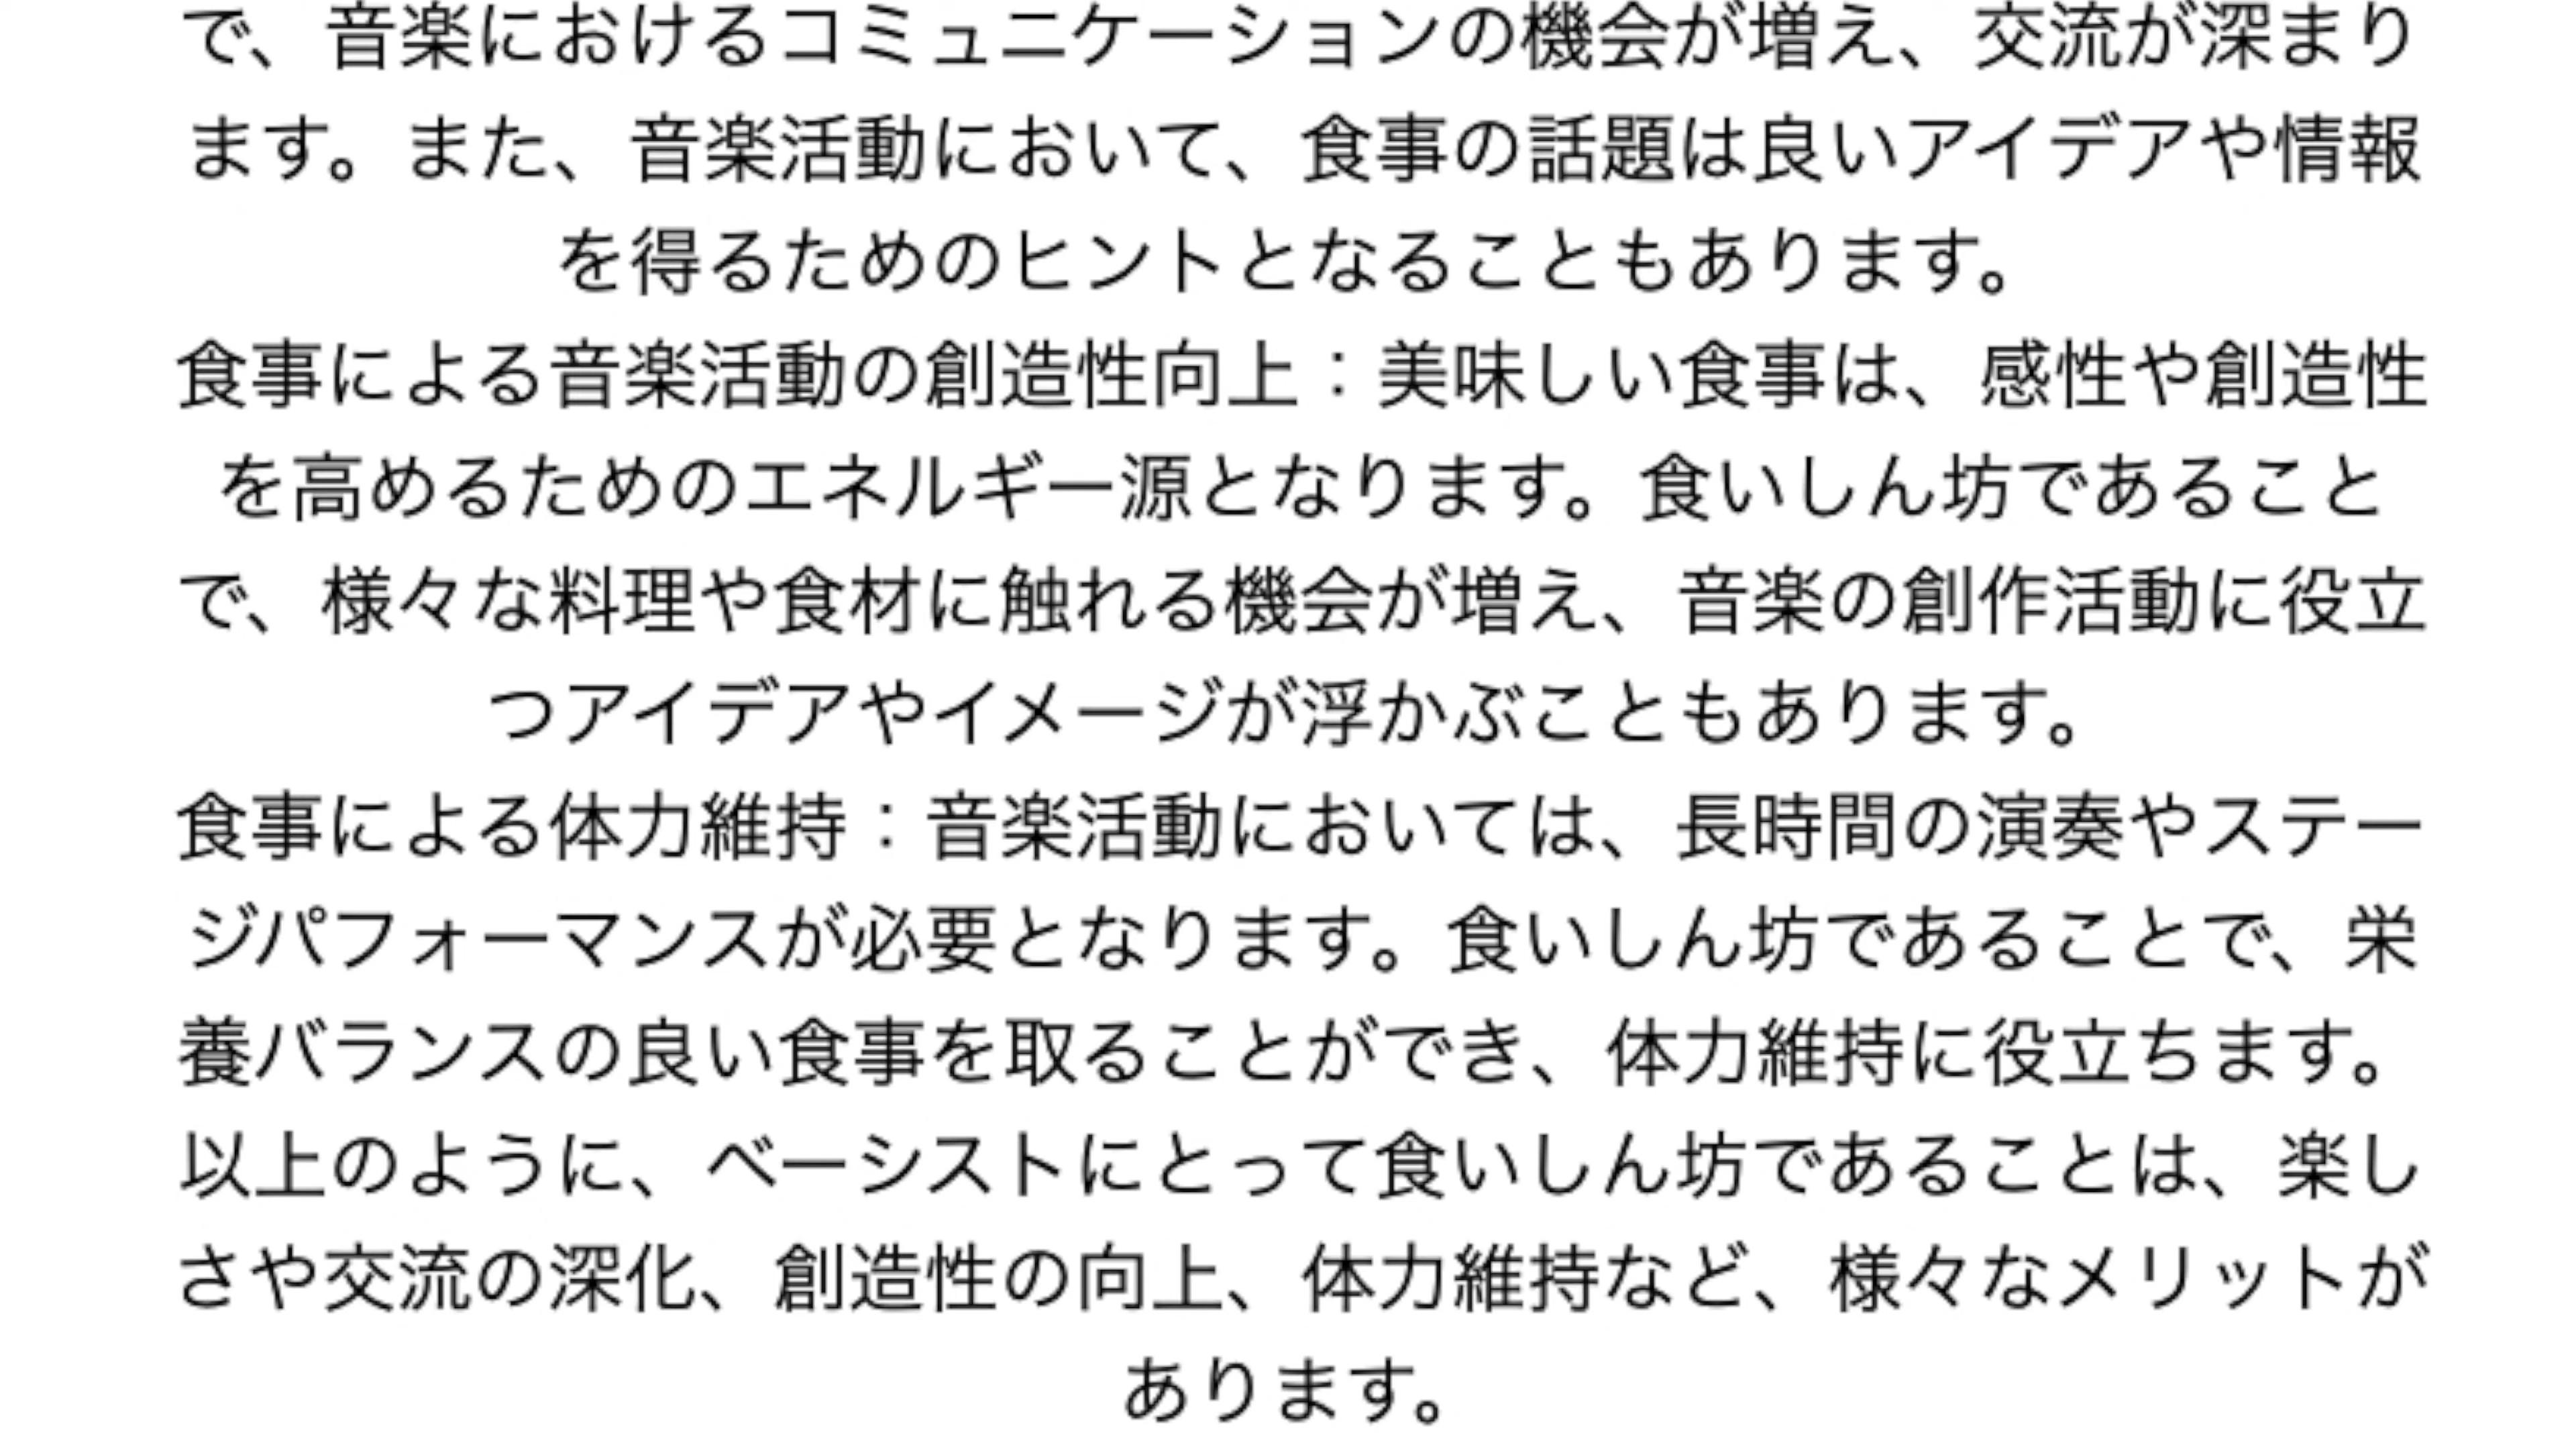 で、音楽におけるコミュニケーションの機会が増え、交流が深まり
ます。また、音楽活動において、食事の話題は良いアイデアや情報
を得るためのヒントとなることもあります。
食事による音楽活動の創造性向上：美味しい食事は、感性や創造性
を高めるためのエネルギー源となります。食いしん坊であること
で、様々な料理や食材に触れる機会が増え、音楽の創作活動に役立
つアイデアやイメージが浮かぶこともあります。
食事による体力維持：音楽活動においては、長時間の演奏やステー
ジパフォーマンスが必要となります。食いしん坊であることで、栄
養バランスの良い食事を取ることができ、体力維持に役立ちます。
以上のように、ベーシストにとって食いしん坊であることは、楽し
さや交流の深化、創造性の向上、体力維持など、様々なメリットが
あります。